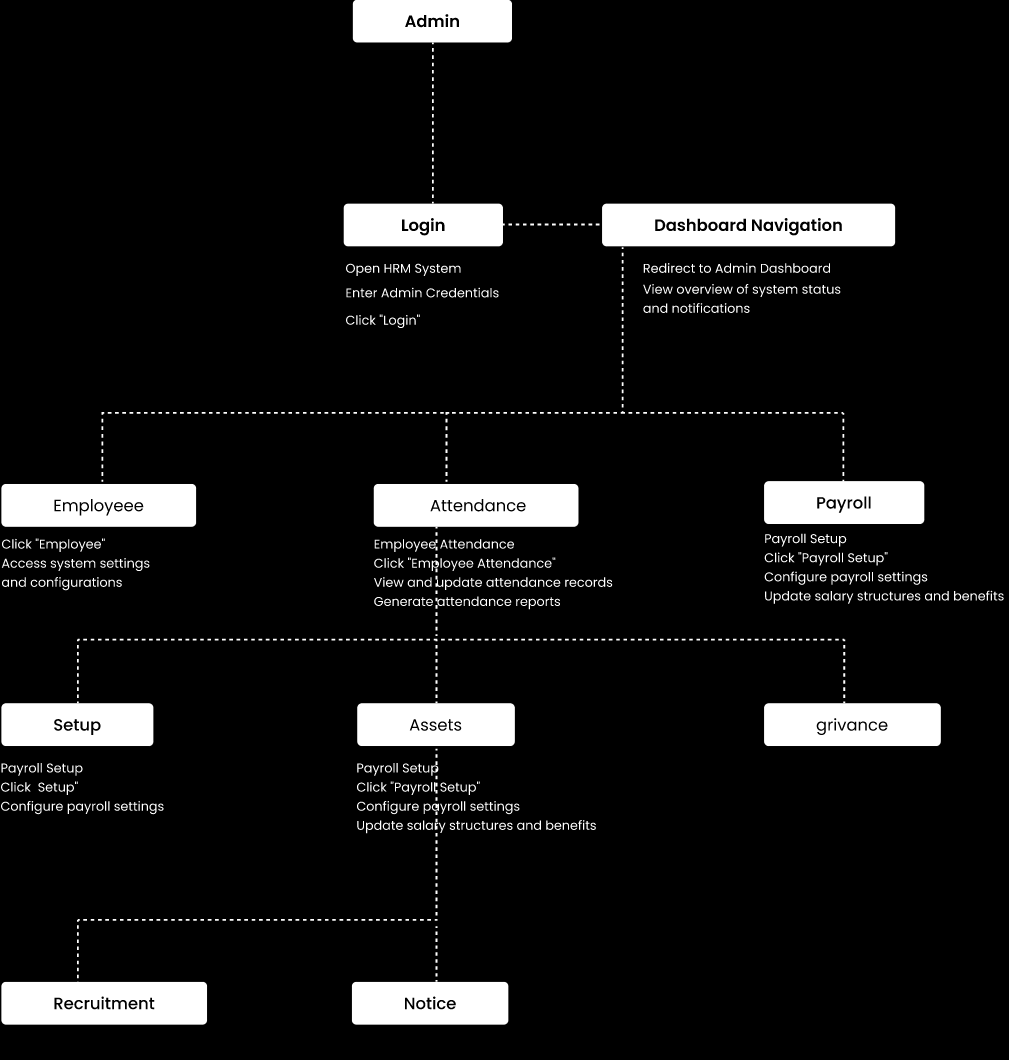 Admin
Login
Dashboard Navigation
Open HRM System
Enter Admin Credentials
Click "Login"
Redirect to Admin Dashboard
View overview of system status
and notifications
Employeee
Click "Employee"
Access system settings
and configurations
Attendance
Employee Attendance
Click "Employee Attendance"
View and update attendance records
Generate attendance reports
Payroll
Payroll Setup
Click "Payroll Setup"
Configure payroll settings
Update salary structures and benefits
Setup
Payroll Setup
Click  Setup"
Configure payroll settings
Assets
Payroll Setup
Click "Payroll Setup"
Configure payroll settings
Update salary structures and benefits
grivance
Recruitment
Notice